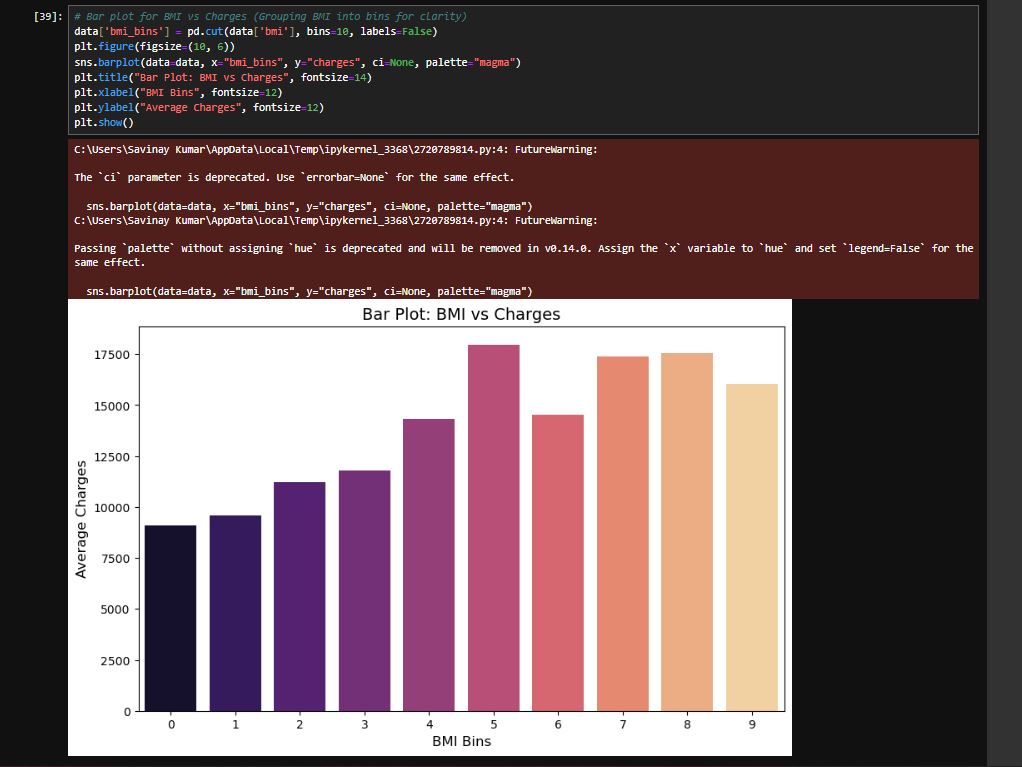 [39]:
# Bar plot for BMI vs Charges (Grouping BMI into bins for clarity)
data['bmi_bins'] = pd.cut(data['bmi'], bins=10, labels=False)
plt.figure(figsize=(10, 6))
sns.barplot(data=data, x="bmi_bins", y="charges", ci=None, palette="magma")
plt.title("Bar Plot: BMI vs Charges", fontsize=14)
plt.xlabel("BMI Bins", fontsize=12)
plt.ylabel("Average Charges", fontsize=12)
plt.show()
C:\Users\Savinay Kumar\AppData\Local\Temp\ipykernel_3368\2720789814.py:4: FutureWarning:
The `ci` parameter is deprecated. Use `errorbar=None` for the same effect.
sns.barplot(data=data, x="bmi_bins", y="charges", ci=None, palette="magma")
C:\Users\Savinay Kumar\AppData\Local\Temp\ipykernel_3368\2720789814.py:4: FutureWarning:
Passing `palette` without assigning `hue` is deprecated and will be removed in v0.14.0. Assign the `x` variable to `hue` and set `legend=False` for the
same effect.
sns.barplot(data=data, x="bmi_bins", y="charges", ci=None, palette="magma")
Bar Plot: BMI vs Charges
17500
15000
12500
10000
7500
5000
2500
0
Average Charges
0 1 2 3 4 5 6 7 8 9
BMI Bins